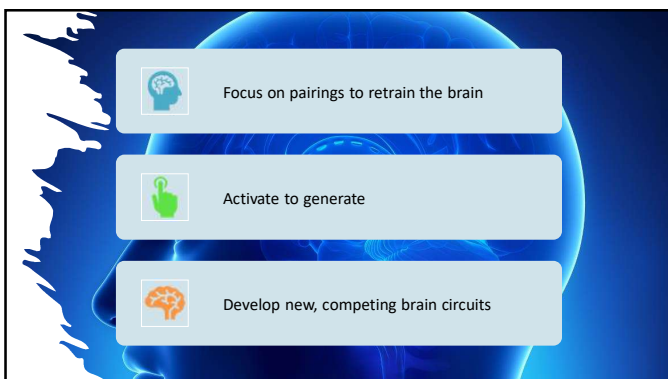 Focus on pairings to retrain the brain
Activate to generate
Develop new, competing brain circuits